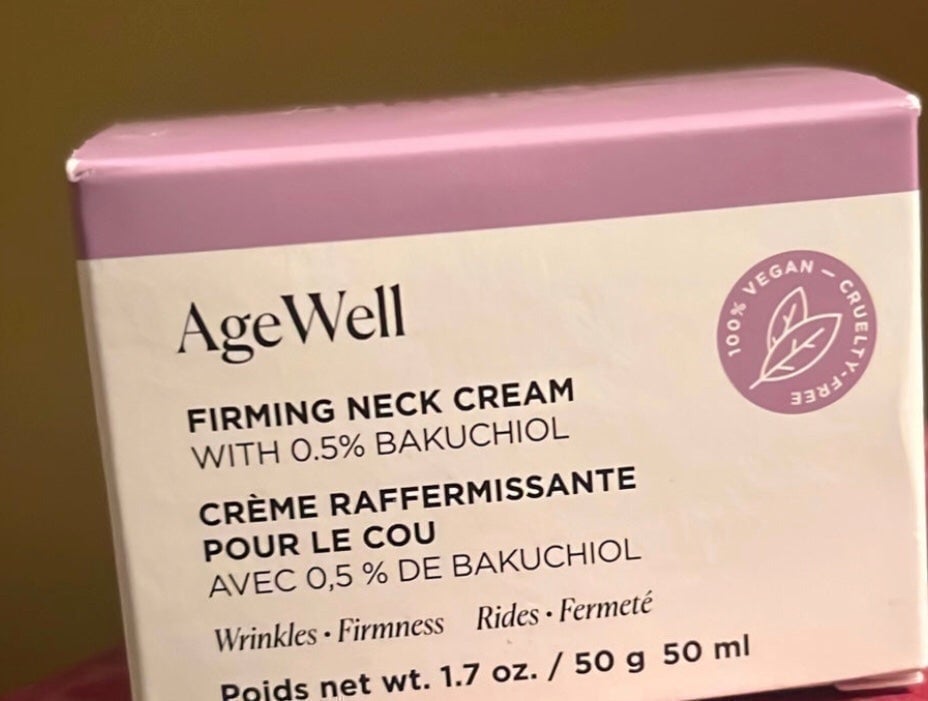 AgeWell
100% VEGAN – CRUELTY-FREE
FIRMING NECK CREAM
WITH 0.5% BAKUCHIOL
CRÈME RAFFERMISSANTE
POUR LE COU
AVEC 0,5 % DE BAKUCHIOL
Wrinkles • Firmness Rides • Fermeté
Poids net wt. 1.7 oz. / 50 g 50 ml